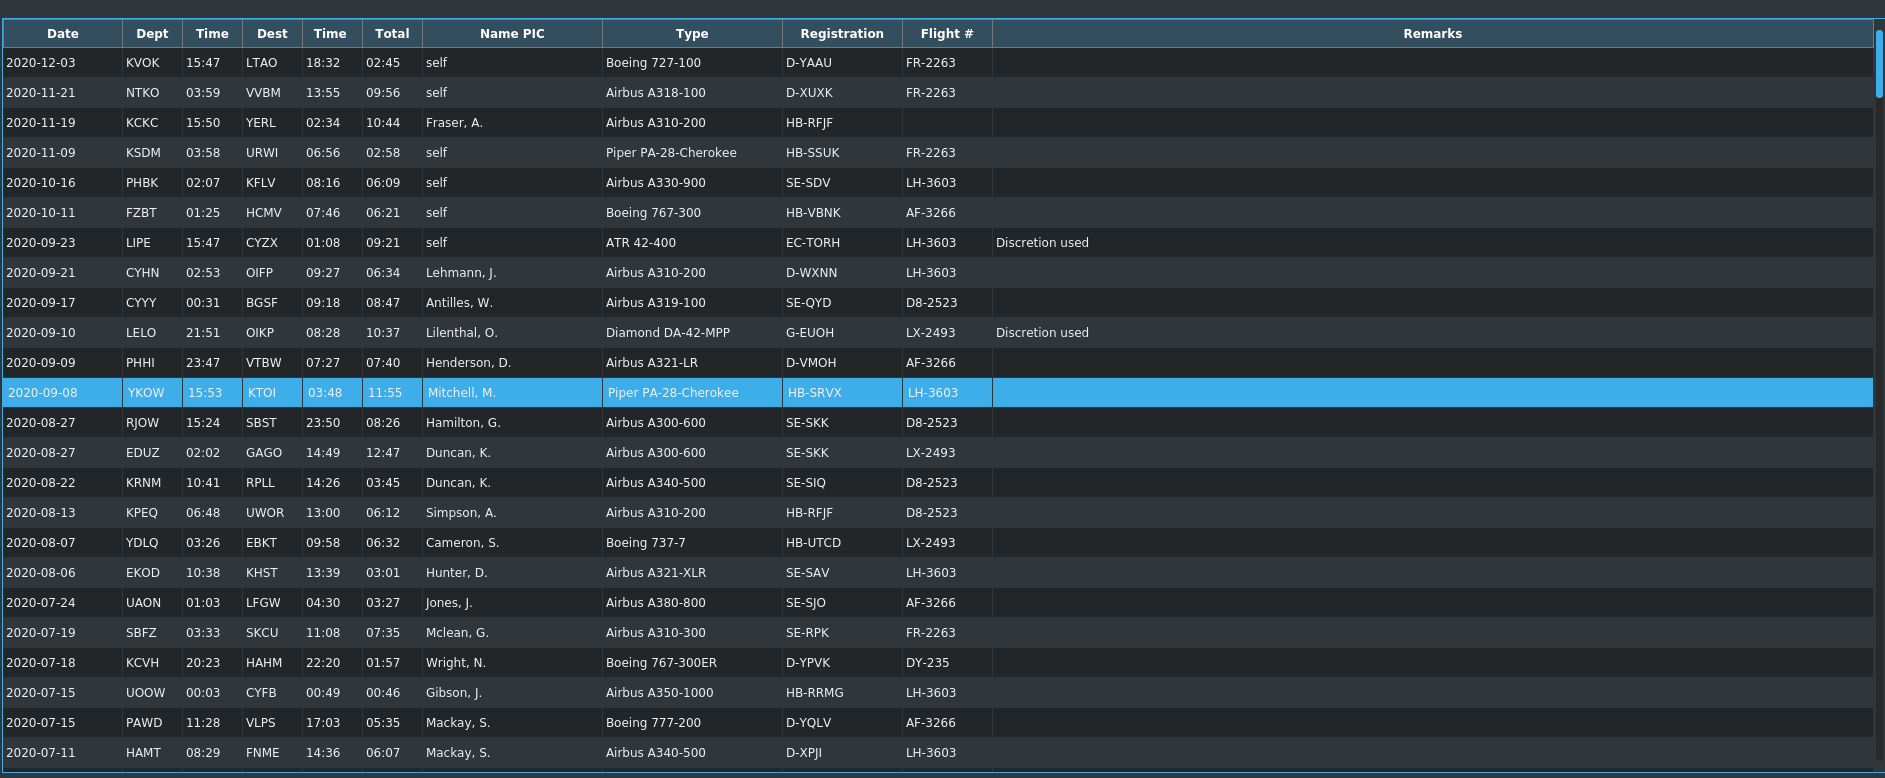 Date Dept Time Dest Time Total Name PIC Type Registration Flight # Remarks
2020-12-03 KVOK 15:47 LTAO 18:32 02:45 self Boeing 727-100 D-YAAU FR-2263
2020-11-21 NTKO 03:59 VVBM 13:55 09:56 self Airbus A318-100 D-XUXK FR-2263
2020-11-19 KCKC 15:50 YERL 02:34 10:44 Fraser, A. Airbus A310-200 HB-RFJF
2020-11-09 KSDM 03:58 URWI 06:56 02:58 self Piper PA-28-Cherokee HB-SSUK FR-2263
2020-10-16 PHBK 02:07 KFLV 08:16 06:09 self Airbus A330-900 SE-SDV LH-3603
2020-10-11 FZBT 01:25 HCMV 07:46 06:21 self Boeing 767-300 HB-VBNK AF-3266
2020-09-23 LIPE 15:47 CYZX 01:08 09:21 self ATR 42-400 EC-TORH LH-3603 Discretion used
2020-09-21 CYHN 02:53 OIFP 09:27 06:34 Lehmann, J. Airbus A310-200 D-WXNN LH-3603
2020-09-17 CYYY 00:31 BGSF 09:18 08:47 Antilles, W. Airbus A319-100 SE-QYD D8-2523
2020-09-10 LELO 21:51 OIKP 08:28 10:37 Lilenthal, O. Diamond DA-42-MPP G-EUOH LX-2493 Discretion used
2020-09-09 PHHI 23:47 VTBW 07:27 07:40 Henderson, D. Airbus A321-LR D-VMOH AF-3266
2020-09-08 YKOW 15:53 KTOI 03:48 11:55 Mitchell, M. Piper PA-28-Cherokee HB-SRVX LH-3603
2020-08-27 RJOW 15:24 SBST 23:50 08:26 Hamilton, G. Airbus A300-600 SE-SKK D8-2523
2020-08-27 EDUZ 02:02 GAGO 14:49 12:47 Duncan, K. Airbus A300-600 SE-SKK LX-2493
2020-08-22 KRNM 10:41 RPLL 14:26 03:45 Duncan, K. Airbus A340-500 SE-SIQ D8-2523
2020-08-13 KPEQ 06:48 UWOR 13:00 06:12 Simpson, A. Airbus A310-200 HB-RFJF D8-2523
2020-08-07 YDLQ 03:26 EBKT 09:58 06:32 Cameron, S. Boeing 737-7 HB-UTCD LX-2493
2020-08-06 EKOD 10:38 KHST 13:39 03:01 Hunter, D. Airbus A321-XLR SE-SAV LH-3603
2020-07-24 UAON 01:03 LFGW 04:30 03:27 Jones, J. Airbus A380-800 SE-SJO AF-3266
2020-07-19 SBFZ 03:33 SKCU 11:08 07:35 Mclean, G. Airbus A310-300 SE-RPK FR-2263
2020-07-18 KCVH 20:23 HAHM 22:20 01:57 Wright, N. Boeing 767-300ER D-YPVK DY-235
2020-07-15 UOOW 00:03 CYFB 00:49 00:46 Gibson, J. Airbus A350-1000 HB-RRMG LH-3603
2020-07-15 PAWD 11:28 VLPS 17:03 05:35 Mackay, S. Boeing 777-200 D-YQLV AF-3266
2020-07-11 HAMT 08:29 FNME 14:36 06:07 Mackay, S. Airbus A340-500 D-XPJI LH-3603